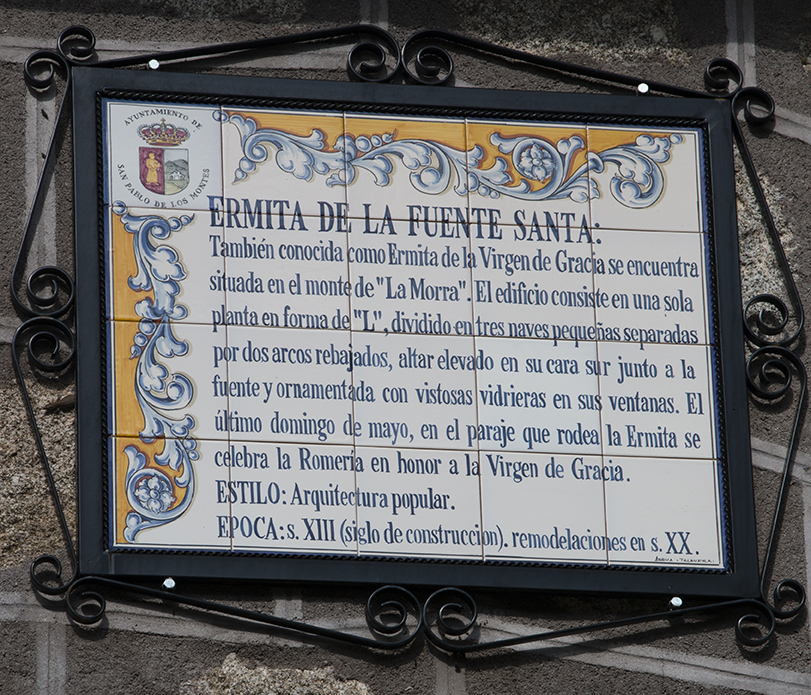 AYUNTAMIENTO DE
SAN PABLO DE LOS MONTES
ERMITA DE LA FUENTE SANTA:
También conocida como Ermita de la Virgen de Gracia se encuentra
situada en el monte de "La Morra". El edificio consiste en una sola
planta en forma de "L", dividido en tres naves pequeñas separadas
por dos arcos rebajados, altar elevado en su cara sur junto a la
fuente y ornamentada con vistosas vidrieras en sus ventanas. El
último domingo de mayo, en el paraje que rodea la Ermita se
celebra la Romería en honor a la Virgen de Gracia.
ESTILO: Arquitectura popular.
EPOCA: s. XIII (siglo de construccion). remodelaciones en s. XX.
TALAVERA